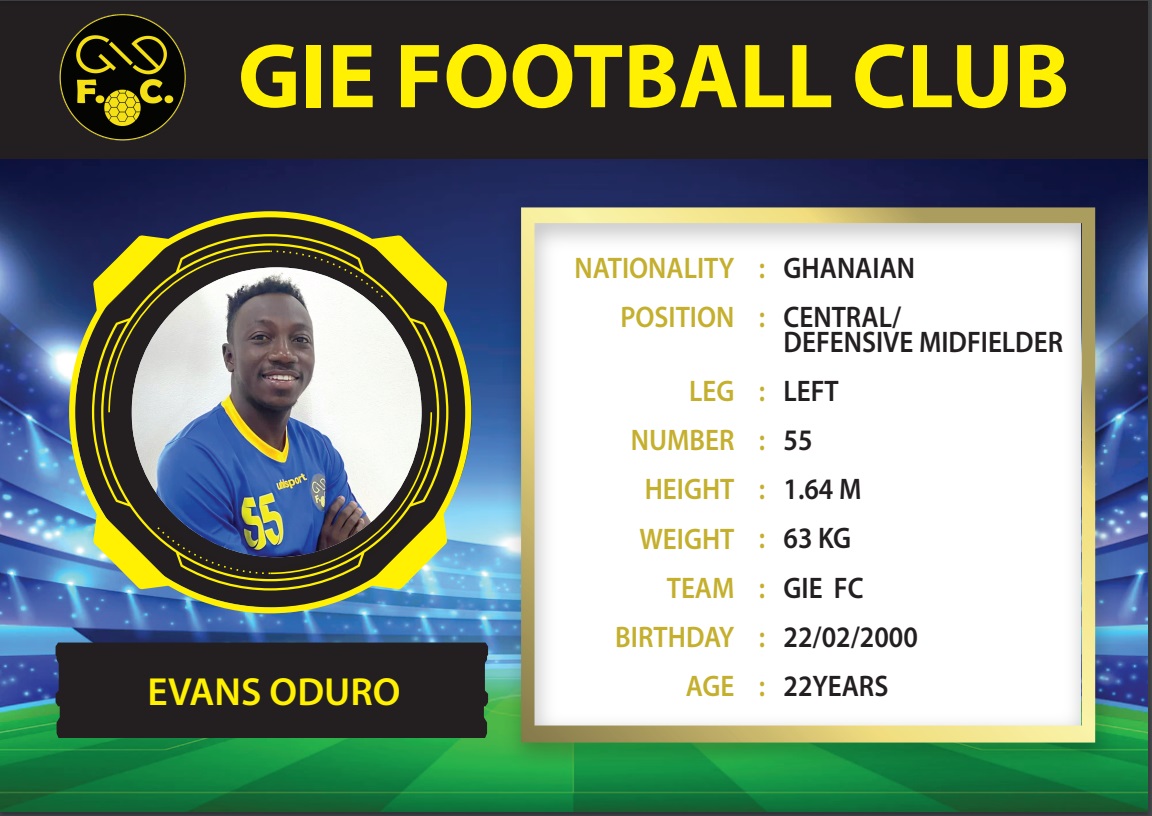 GIE
F. C.
GIE FOOTBALL CLUB
NATIONALITY : GHANAIAN
POSITION : CENTRAL/
DEFENSIVE MIDFIELDER
LEG : LEFT
NUMBER : 55
HEIGHT : 1.64 M
WEIGHT : 63 KG
TEAM : GIE FC
BIRTHDAY : 22/02/2000
AGE : 22YEARS
uhlsport
55
EVANS ODURO